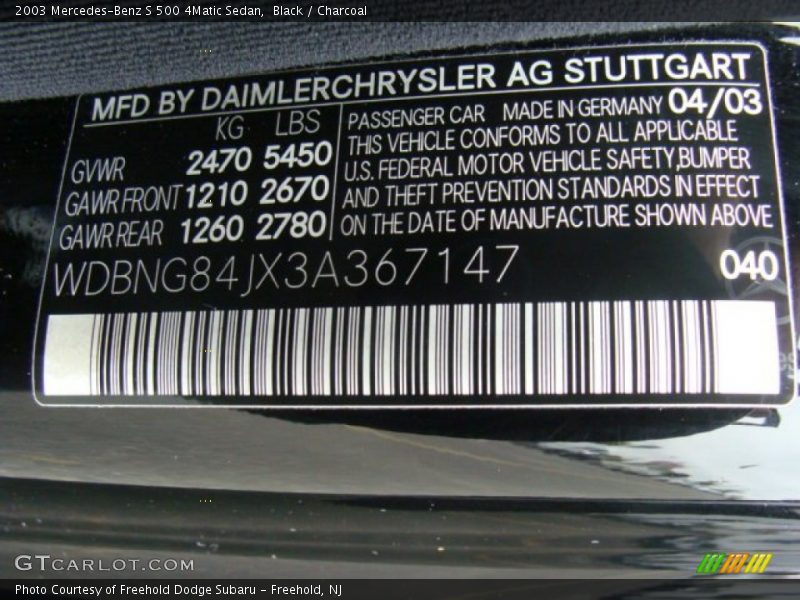 2003 Mercedes-Benz S 500 4Matic Sedan, Black / Charcoal
MFD BY DAIMLERCHRYSLER AG STUTTGART
KG LBS
GVWR 2470 5450
GAWR FRONT 1210 2670
GAWR REAR 1260 2780
PASSENGER CAR MADE IN GERMANY 04/03
THIS VEHICLE CONFORMS TO ALL APPLICABLE
U.S. FEDERAL MOTOR VEHICLE SAFETY,BUMPER
AND THEFT PREVENTION STANDARDS IN EFFECT
ON THE DATE OF MANUFACTURE SHOWN ABOVE
WDBNG84JX3A367147
040
GTCARLOT.COM
Photo Courtesy of Freehold Dodge Subaru - Freehold, NJ